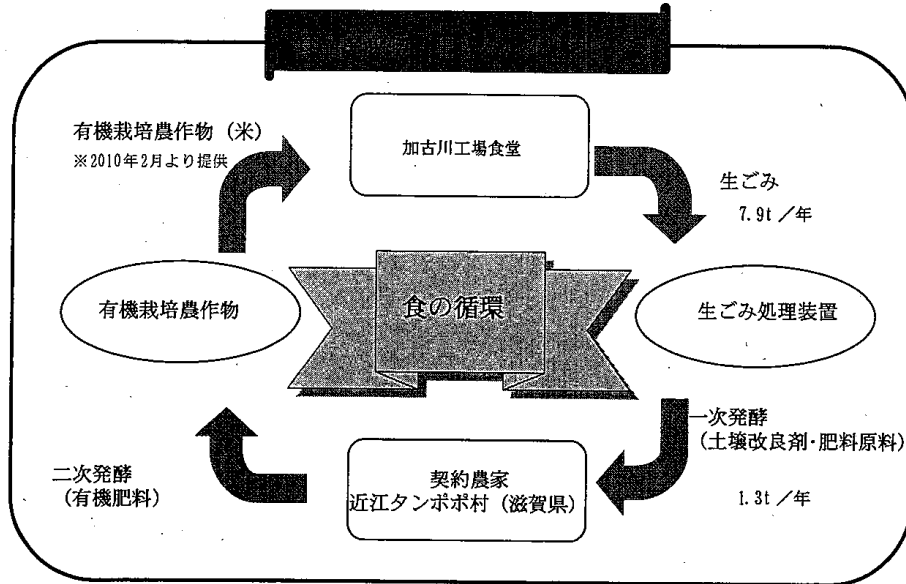 有機栽培農作物（米）
※2010年2月より提供
加古川工場食堂
生ごみ
7.9t／年
有機栽培農作物
食の循環
生ごみ処理装置
一次発酵
（土壌改良剤・肥料原料）
1.3t／年
契約農家
近江タンポポ村（滋賀県）
二次発酵
（有機肥料）